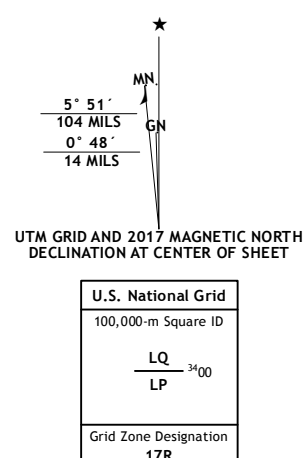 ★
MN.
GN
5° 51´
104 MILS
0° 48´
14 MILS
UTM GRID AND 2017 MAGNETIC NORTH
DECLINATION AT CENTER OF SHEET
U.S. National Grid
100,000-m Square ID
LQ
3400
LP
Grid Zone Designation
17R